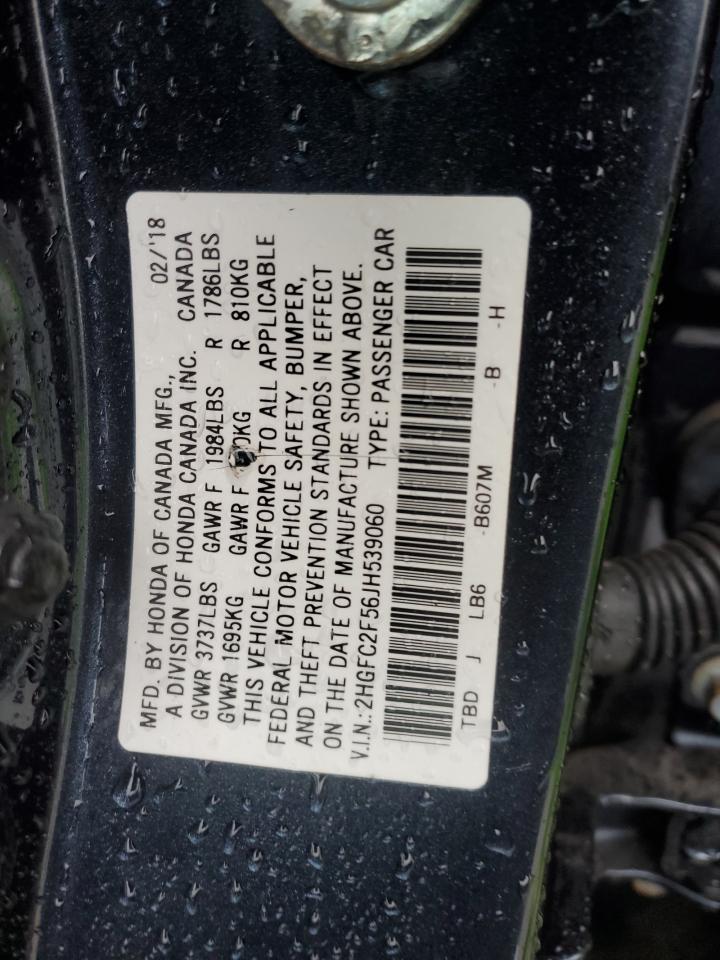 MFD. BY HONDA OF CANADA MFG., 02/'18
A DIVISION OF HONDA CANADA INC. CANADA
GVWR 3737LBS GAWR F 1984LBS R 1786LBS
GVWR 1695KG GAWR F R 810KG
THIS VEHICLE CONFORMS TO ALL APPLICABLE
FEDERAL MOTOR VEHICLE SAFETY, BUMPER,
AND THEFT PREVENTION STANDARDS IN EFFECT
ON THE DATE OF MANUFACTURE SHOWN ABOVE.
V.I.N.: 2HGFC2F56JH539060 TYPE: PASSENGER CAR
TBD J LB6 -B607M -B -H